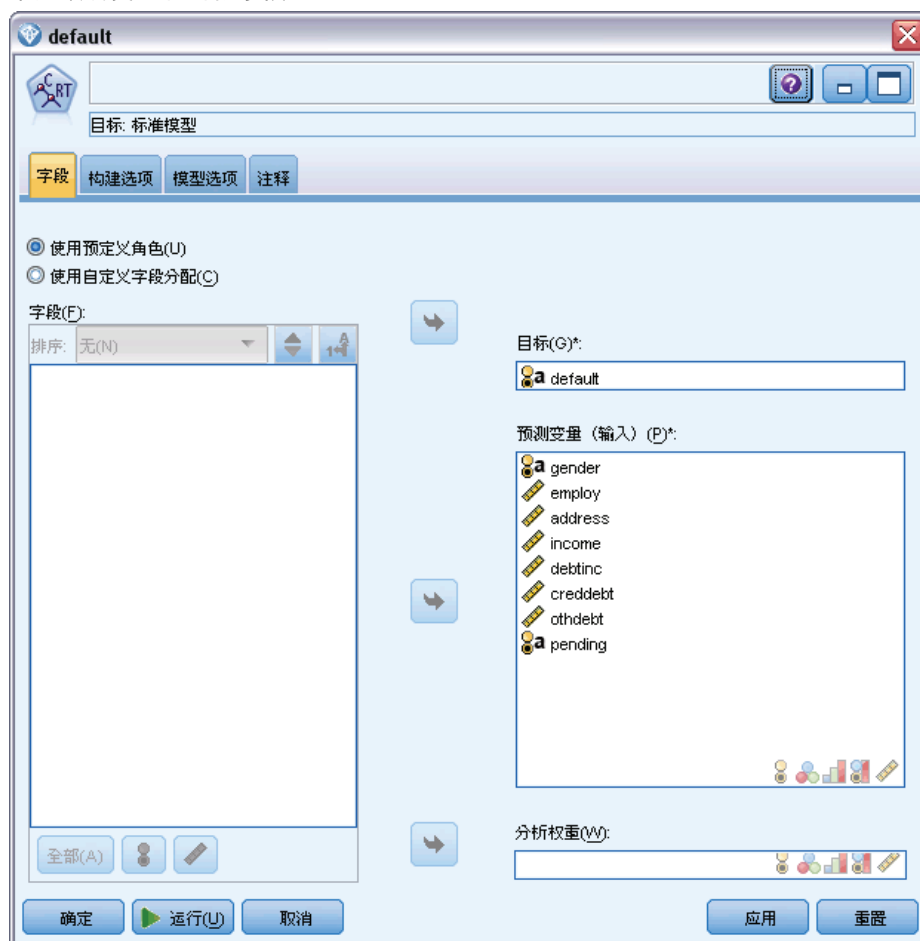 default
CRT
目标: 标准模型
字段 构建选项 模型选项 注释
使用预定义角色(U)
使用自定义字段分配(C)
字段(F):
排序: 无(N)
目标(G)*:
default
预测变量（输入）(P)*:
gender
employ
address
income
debtinc
creddebt
othdebt
pending
全部(A)
分析权重(W):
确定 运行(U) 取消 应用 重置